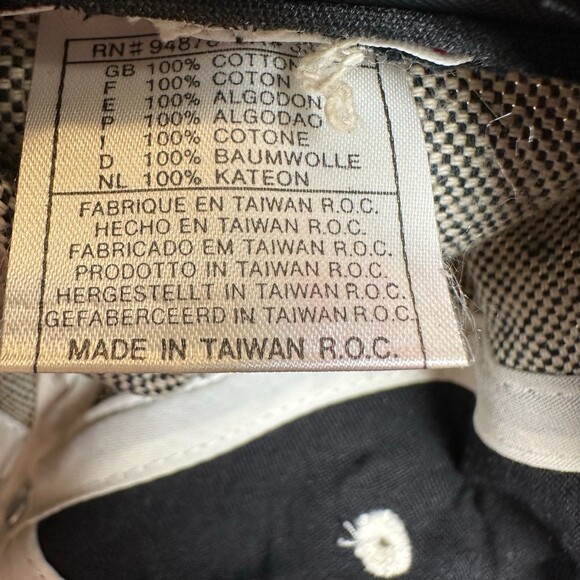 RN#
GB 100% COTTON
F 100% COTON
E 100% ALGODON
P 100% ALGODAO
I 100% COTONE
D 100% BAUMWOLLE
NL 100% KATEON
FABRIQUE EN TAIWAN R.O.C.
HECHO EN TAIWAN R.O.C.
FABRICADO EM TAIWAN R.O.C.
PRODOTTO IN TAIWAN R.O.C.
HERGESTELLT IN TAIWAN R.O.C.
GEFABERCEERD IN TAIWAN R.O.C.
MADE IN TAIWAN R.O.C.